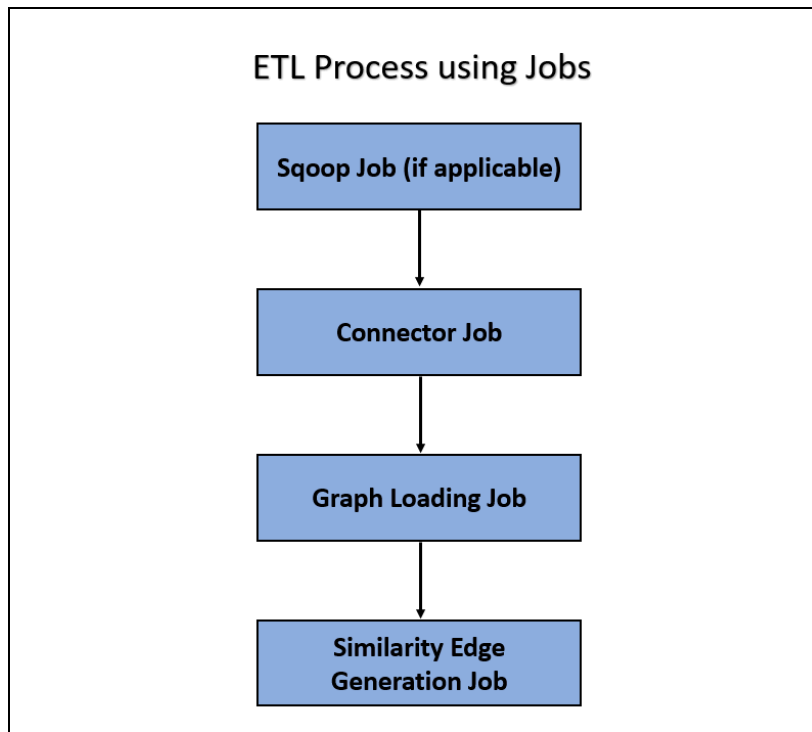 ETL Process using Jobs
Sqoop Job (if applicable)
Connector Job
Graph Loading Job
Similarity Edge
Generation Job